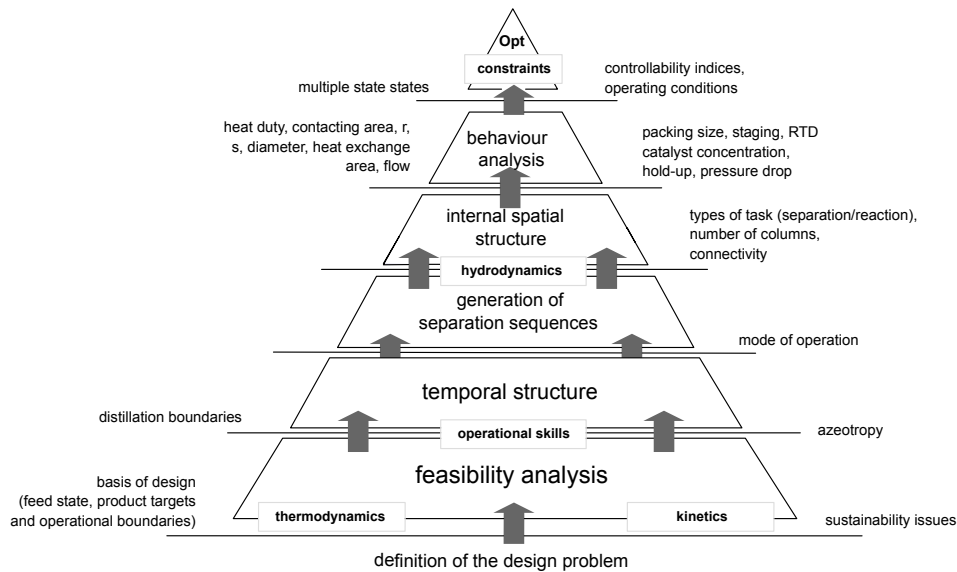 Opt
constraints
multiple state states
controllability indices,
operating conditions
heat duty, contacting area, r,
s, diameter, heat exchange
area, flow
behaviour
analysis
packing size, staging, RTD
catalyst concentration,
hold-up, pressure drop
internal spatial
structure
types of task (separation/reaction),
number of columns,
connectivity
hydrodynamics
generation of
separation sequences
mode of operation
temporal structure
distillation boundaries
operational skills
azeotropy
feasibility analysis
basis of design
(feed state, product targets
and operational boundaries)
thermodynamics
kinetics
sustainability issues
definition of the design problem